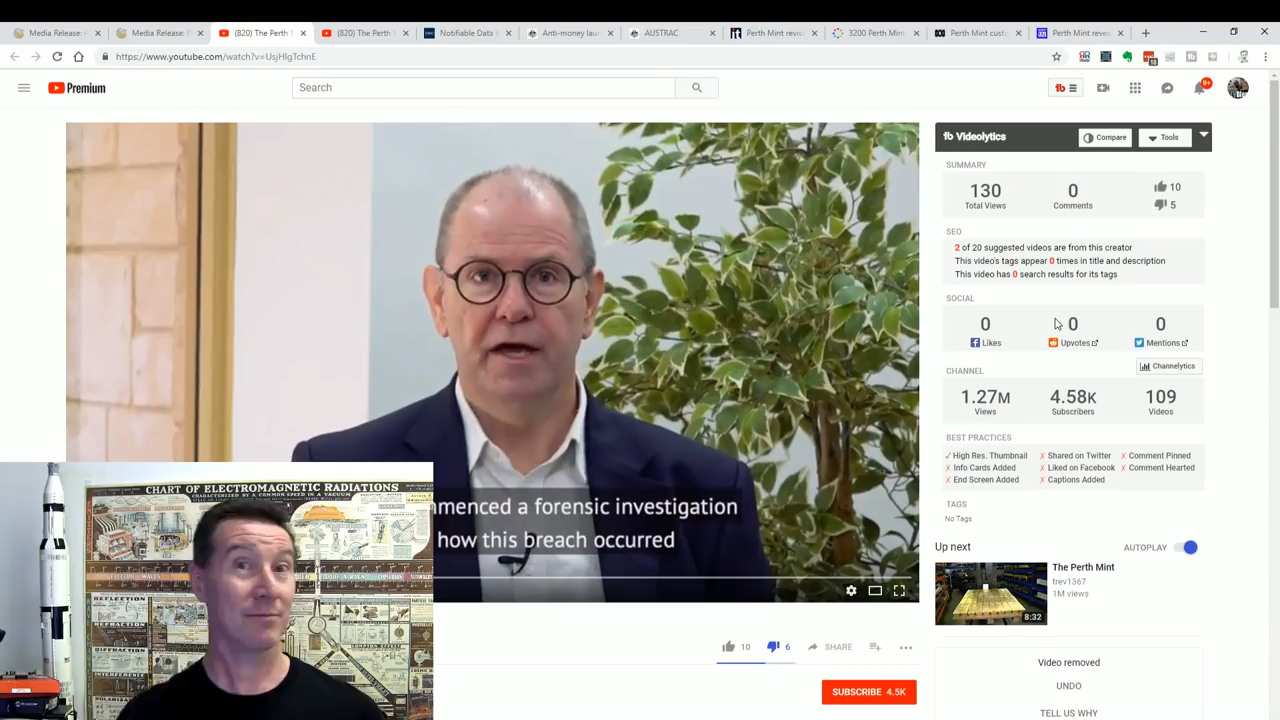 Media Release:
Media Release: F
(820) The Perth M
(820) The Perth M
Notifiable Data
Anti-money lau
AUSTRAC
Perth Mint revis
3200 Perth Mint
Perth Mint cust
Perth Mint reve
https://www.youtube.com/watch?v=UsjHIgTchnE
Premium
Search
9+
Videolytics
Compare
Tools
SUMMARY
130
0
10
Total Views
Comments
5
SEO
2 of 20 suggested videos are from this creator
This video's tags appear 0 times in title and description
This video has 0 search results for its tags
SOCIAL
0
0
0
Likes
Upvotes
Mentions
CHANNEL
Channelytics
1.27M
4.58K
109
Views
Subscribers
Videos
BEST PRACTICES
High Res. Thumbnail
Shared on Twitter
Comment Pinned
Info Cards Added
Liked on Facebook
Comment Hearted
End Screen Added
Captions Added
TAGS
No Tags
Up next
AUTOPLAY
The Perth Mint
trev1367
1M views
8:32
Video removed
UNDO
TELL US WHY
menced a forensic investigation
how this breach occurred
10
6
SHARE
SUBSCRIBE 4.5K
CHART OF ELECTROMAGNETIC RADIATIONS
CHARACTERIZED BY A COMMON SPEED IN A VACUUM
REFLECTION